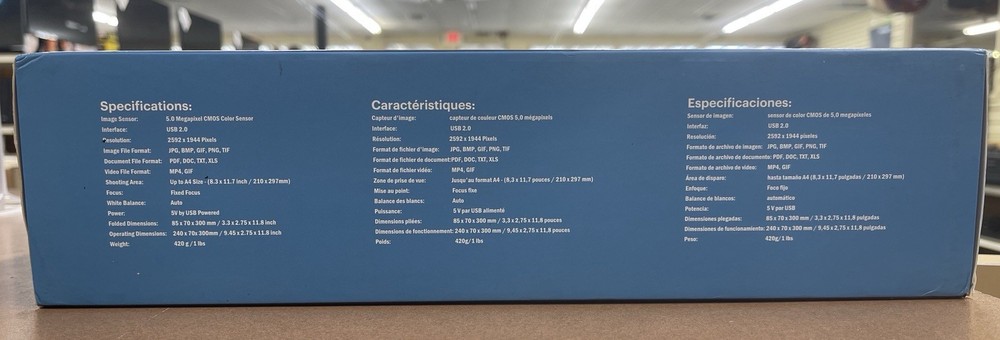 Specifications:
Image Sensor: 5.0 Megapixel CMOS Color Sensor
Interface: USB 2.0
Resolution: 2592 x 1944 Pixels
Image File Format: JPG, BMP, GIF, PNG, TIF
Document File Format: PDF, DOC, TXT, XLS
Video File Format: MP4, GIF
Shooting Area: Up to A4 Size - (8.3 x 11.7 inch / 210 x 297mm)
Focus: Fixed Focus
White Balance: Auto
Power: 5V by USB Powered
Folded Dimensions: 85 x 70 x 300 mm / 3.3 x 2.75 x 11.8 inch
Operating Dimensions: 240 x 70x 300mm / 9.45 x 2.75 x 11.8 inch
Weight: 420 g / 1 lbs
Caractéristiques:
Capteur d'image: capteur de couleur CMOS 5,0 mégapixels
Interface: USB 2.0
Résolution: 2592 x 1944 Pixels
Format de fichier d'image: JPG, BMP, GIF, PNG, TIF
Format de fichier de document: PDF, DOC, TXT, XLS
Format de fichier vidéo: MP4, GIF
Zone de prise de vue: Jusqu'au format A4 - (8,3 x 11,7 pouces / 210 x 297 mm)
Mise au point: Focus fixe
Balance des blancs: Auto
Puissance: 5 V par USB alimenté
Dimensions pliées: 85 x 70 x 300 mm / 3,3 x 2,75 x 11,8 pouces
Dimensions de fonctionnement: 240 x 70 x 300 mm / 9,45 x 2,75 x 11,8 pouces
Poids: 420g/1 lbs
Especificaciones:
Sensor de imagen: sensor de color CMOS de 5,0 megapíxeles
Interfaz: USB 2.0
Resolución: 2592 x 1944 píxeles
Formato de archivo de imagen: JPG, BMP, GIF, PNG, TIF
Formato de archivo de documento: PDF, DOC, TXT, XLS
Formato de archivo de video: MP4, GIF
Área de disparo: hasta tamaño A4 (8,3 x 11,7 pulgadas / 210 x 297 mm)
Enfoque: Foco fijo
Balance de blancos: automático
Potencia: 5 V por USB
Dimensiones plegadas: 85 x 70 x 300 mm / 3,3 x 2,75 x 11,8 pulgadas
Dimensiones de funcionamiento: 240 x 70 x 300 mm / 9,45 x 2,75 x 11,8 pulgadas
Peso: 420g/ 1 lbs